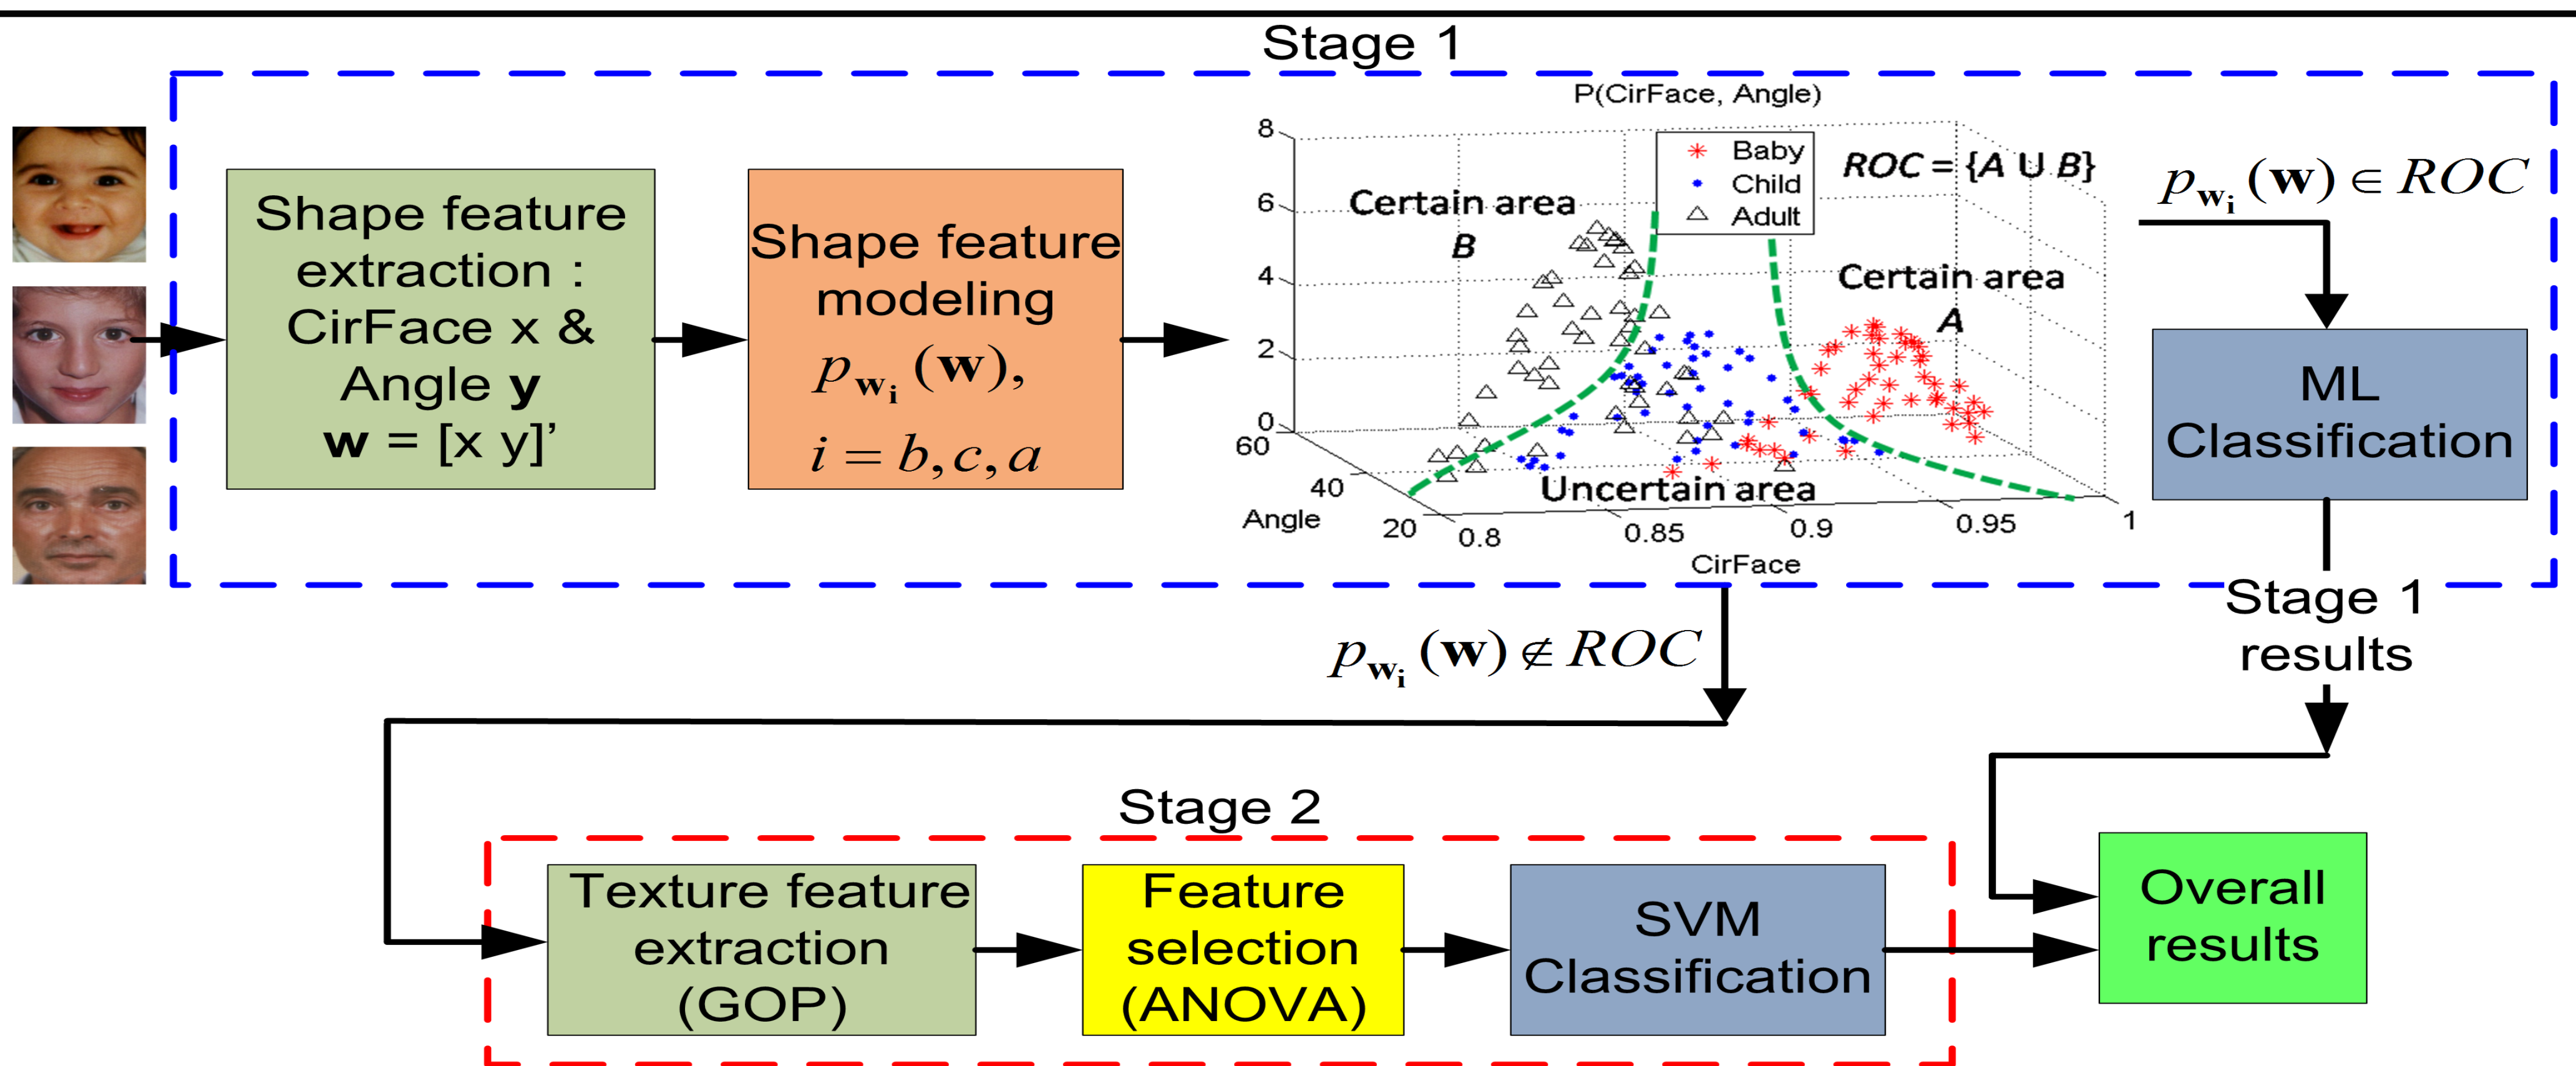 Stage 1
Shape feature
extraction :
CirFace x &
Angle y
w = [x y]’
Shape feature
modeling
p_{w_i}(w),
i = b, c, a
P(CirFace, Angle)
8
6
4
2
0
60
40
20
Angle
0.8
0.85
0.9
0.95
1
CirFace
Baby
Child
Adult
ROC = {A U B}
Certain area
B
Certain area
A
Uncertain area
p_{w_i}(w) ∈ ROC
ML
Classification
Stage 1
results
p_{w_i}(w) ∉ ROC
Stage 2
Texture feature
extraction
(GOP)
Feature
selection
(ANOVA)
SVM
Classification
Overall
results